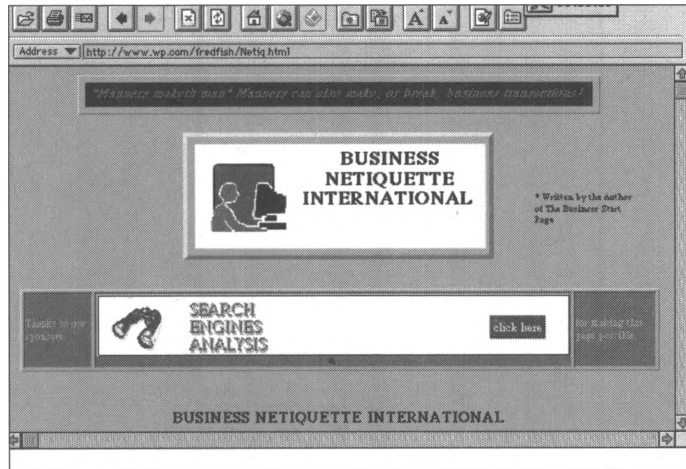 Address http://www.wp.com/fredfish/Netiq.html
"Manners maketh man" Manners can also make, or break, business transactions!
BUSINESS
NETIQUETTE
INTERNATIONAL
* Written by the Author
of The Business Start
Page
Thanks to our
sponsors
SEARCH
ENGINES
ANALYSIS
click here
for making this
page possible
BUSINESS NETIQUETTE INTERNATIONAL